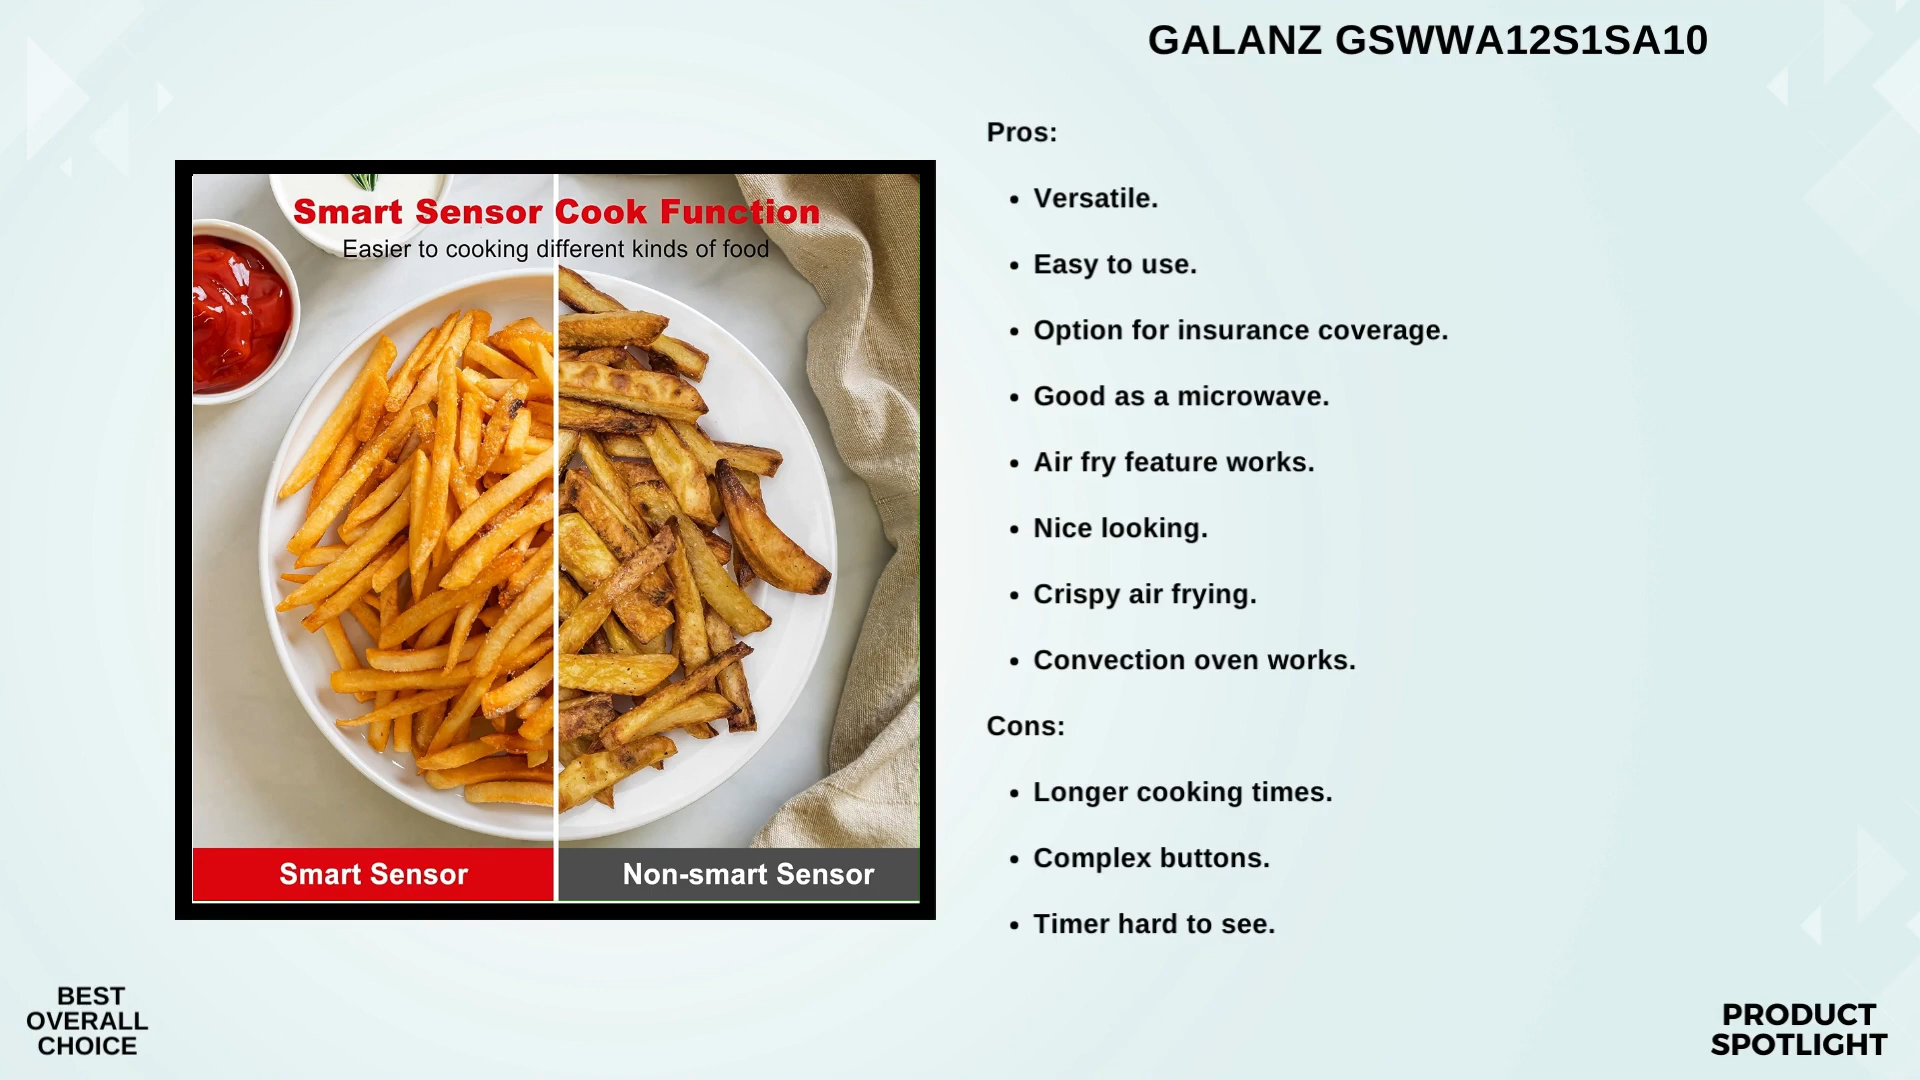 GALANZ GSWWA12S1SA10
Smart Sensor Cook Function
Easier to cooking different kinds of food
Smart Sensor
Non-smart Sensor
Pros:
• Versatile.
• Easy to use.
• Option for insurance coverage.
• Good as a microwave.
• Air fry feature works.
• Nice looking.
• Crispy air frying.
• Convection oven works.
Cons:
• Longer cooking times.
• Complex buttons.
• Timer hard to see.
BEST
OVERALL
CHOICE
PRODUCT
SPOTLIGHT